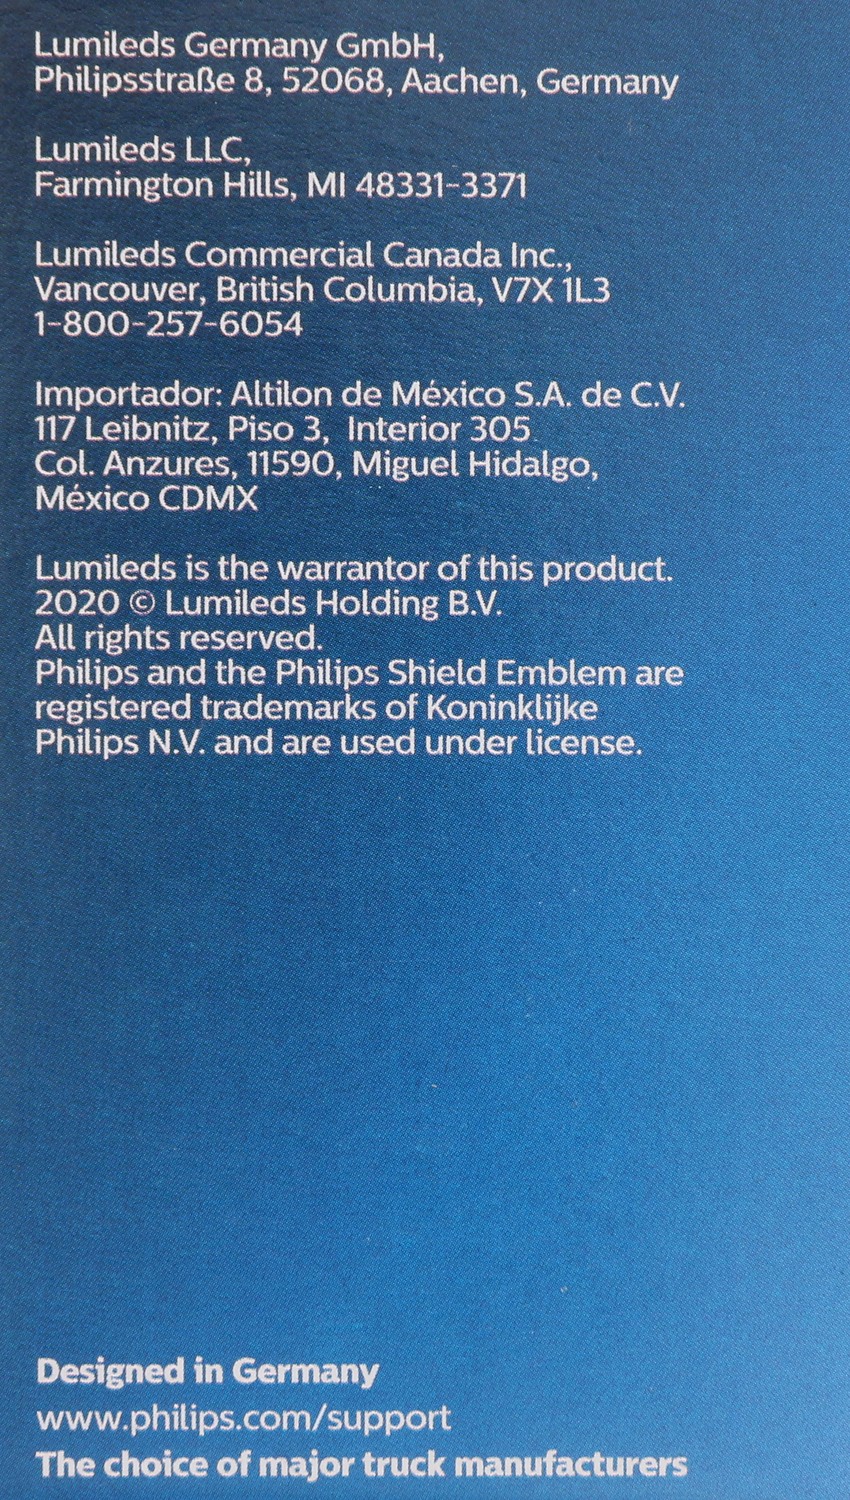 Lumileds Germany GmbH,
Philipsstraße 8, 52068, Aachen, Germany
Lumileds LLC,
Farmington Hills, MI 48331-3371
Lumileds Commercial Canada Inc.,
Vancouver, British Columbia, V7X 1L3
1-800-257-6054
Importador: Altilon de México S.A. de C.V.
117 Leibnitz, Piso 3, Interior 305
Col. Anzures, 11590, Miguel Hidalgo,
México CDMX
Lumileds is the warrantor of this product.
2020 © Lumileds Holding B.V.
All rights reserved.
Philips and the Philips Shield Emblem are
registered trademarks of Koninklijke
Philips N.V. and are used under license.
Designed in Germany
www.philips.com/support
The choice of major truck manufacturers